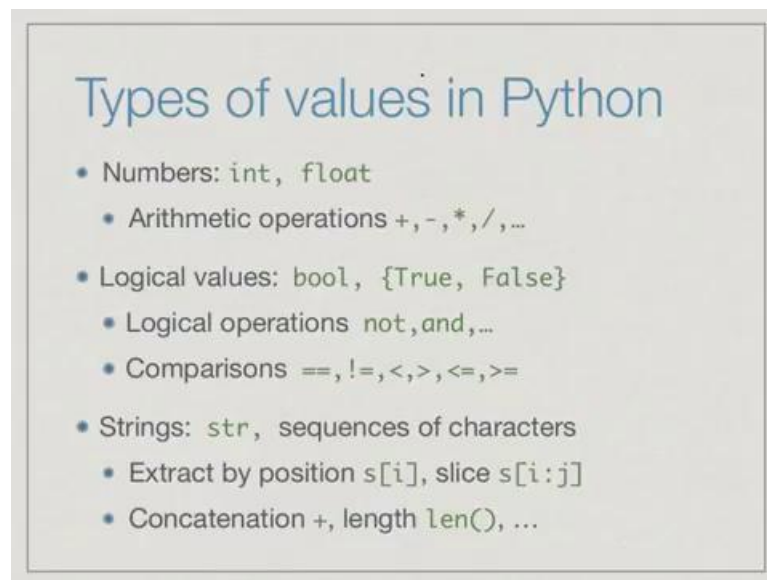 Types of values in Python
• Numbers: int, float
• Arithmetic operations +,-,*,/,…
• Logical values: bool, {True, False}
• Logical operations not,and,…
• Comparisons ==,!=,<,>,<=,>=
• Strings: str, sequences of characters
• Extract by position s[i], slice s[i:j]
• Concatenation +, length len(), …